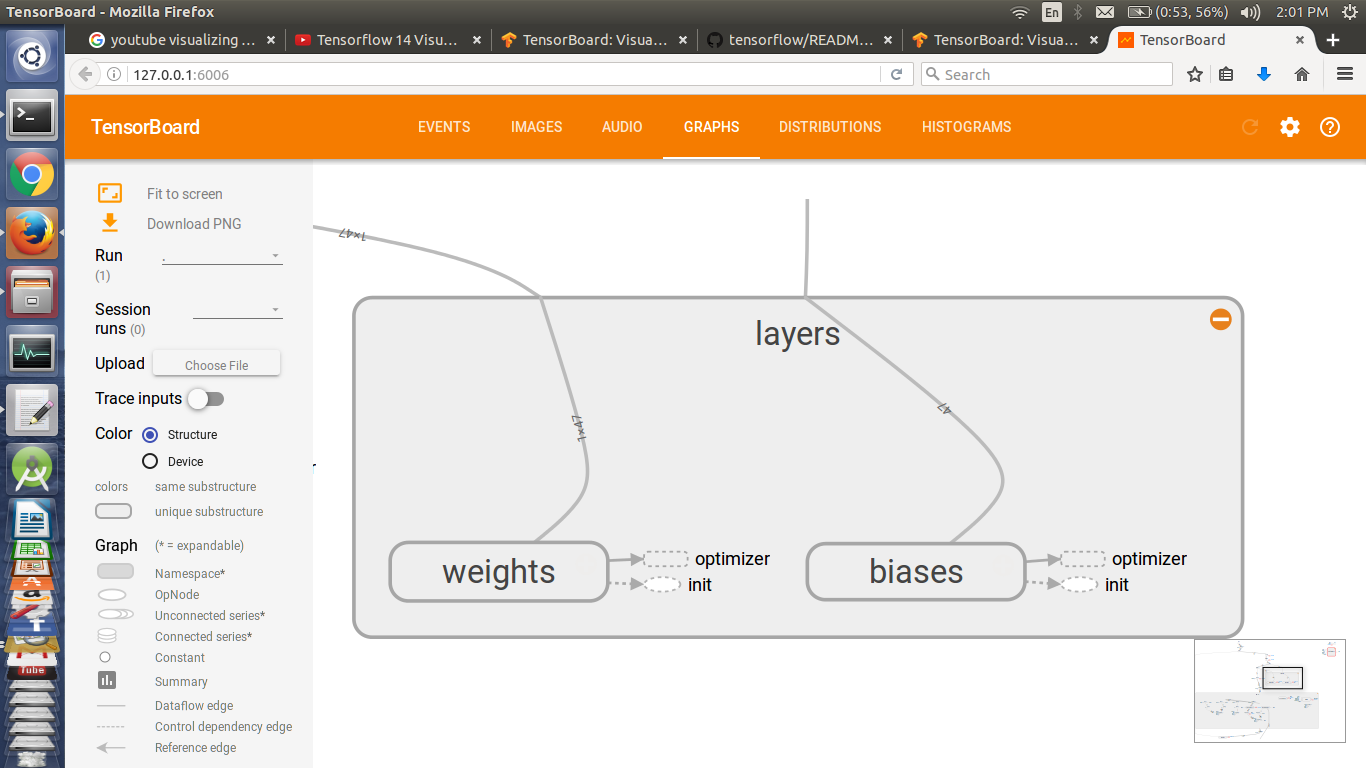 TensorBoard - Mozilla Firefox
En
(0:53, 56%)
2:01 PM
youtube visualizing ...
Tensorflow 14 Visu...
TensorBoard: Visua...
tensorflow/READM...
TensorBoard: Visua...
TensorBoard
127.0.0.1:6006
Search
TensorBoard
EVENTS
IMAGES
AUDIO
GRAPHS
DISTRIBUTIONS
HISTOGRAMS
Fit to screen
Download PNG
Run
(1)
.
Session
runs (0)
Upload
Choose File
Trace inputs
Color
Structure
Device
colors
same substructure
unique substructure
Graph
(* = expandable)
Namespace*
OpNode
Unconnected series*
Connected series*
Constant
Summary
Dataflow edge
Control dependency edge
Reference edge
1×47
layers
1×47
47
weights
optimizer
init
biases
optimizer
init
Tube